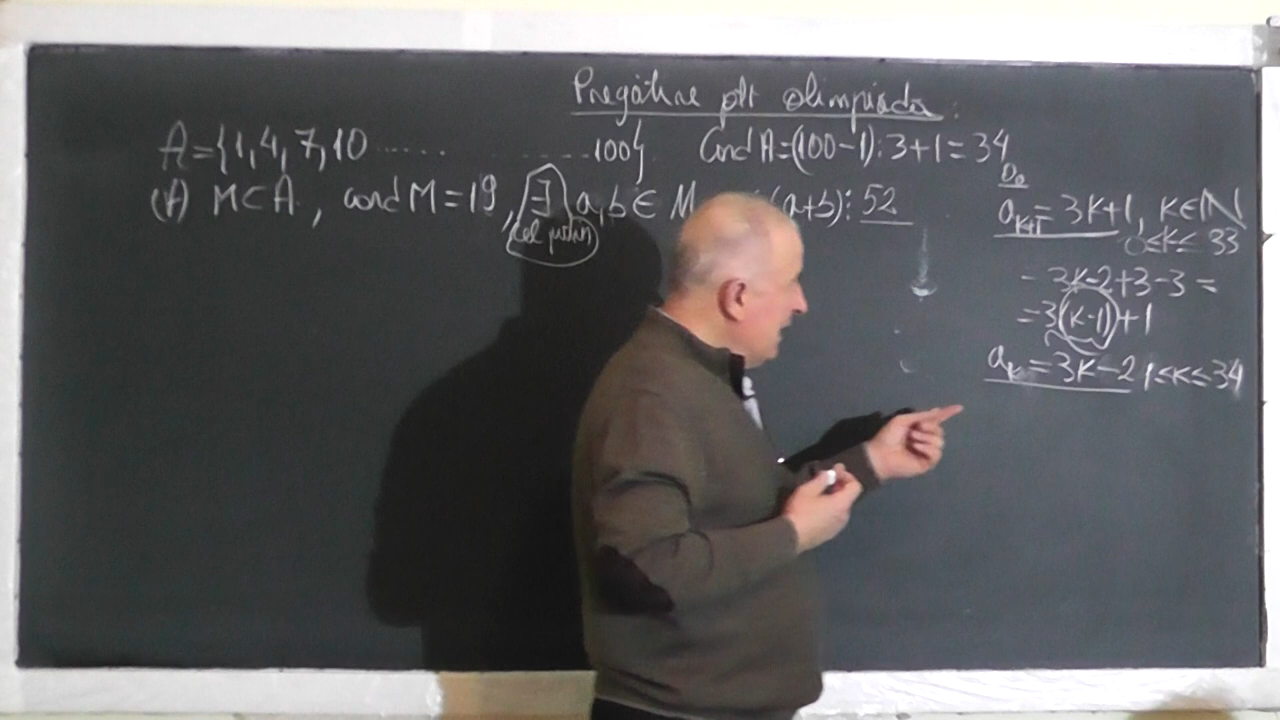 Pregătire ptr olimpiada:
A={1,4,7,10............100} Card A=(100-1):3+1=34
(∀) M⊂A, card M=19, ∃ a,b∈M (a+b)⋮52
cel puțin
a_{k+1}=3k+1, k∈ℕ
0≤k≤33
=3k-2+3-3=
=3(k-1)+1
a_k=3k-2, 1≤k≤34